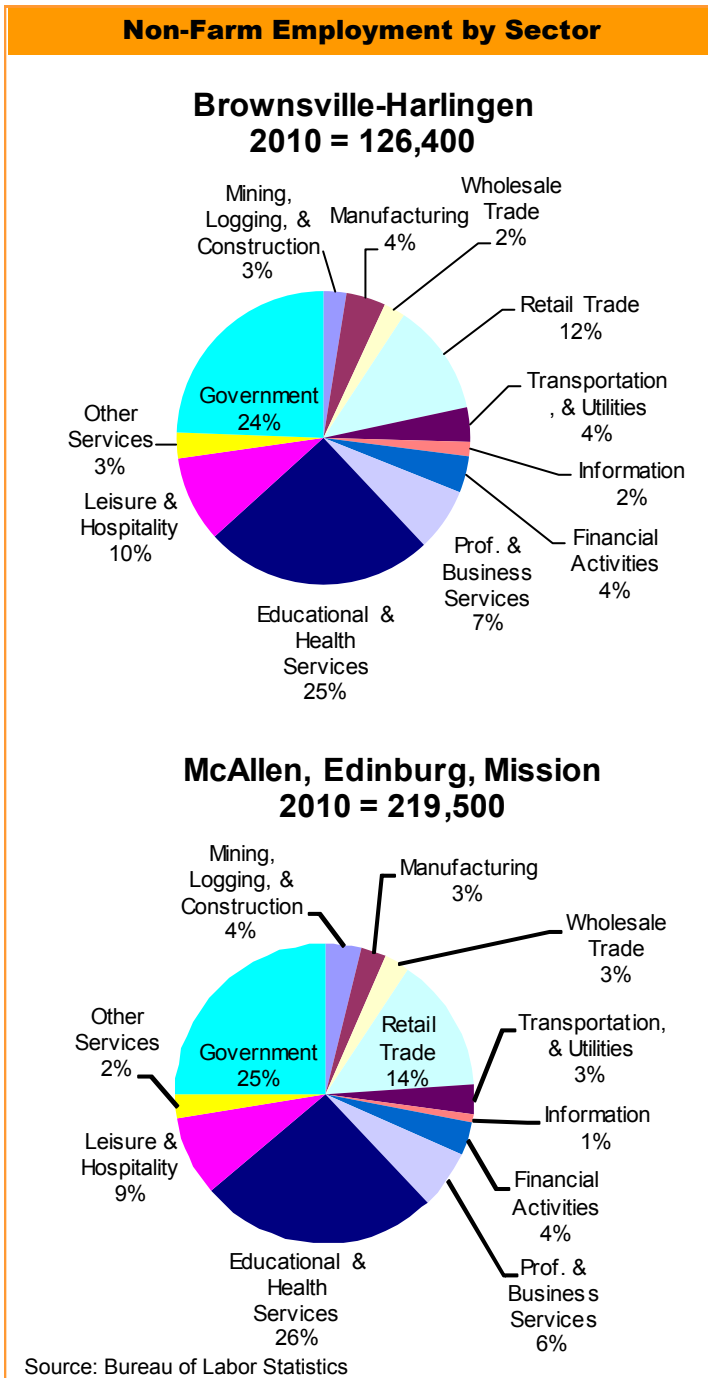 Non-Farm Employment by Sector
Brownsville-Harlingen
2010 = 126,400
Mining,
Logging, &
Construction
3%
Manufacturing
4%
Wholesale
Trade
2%
Retail Trade
12%
Transportation
, & Utilities
4%
Information
2%
Financial
Activities
4%
Prof. &
Business
Services
7%
Educational &
Health
Services
25%
Leisure &
Hospitality
10%
Other
Services
3%
Government
24%
McAllen, Edinburg, Mission
2010 = 219,500
Mining,
Logging, &
Construction
4%
Manufacturing
3%
Wholesale
Trade
3%
Retail
Trade
14%
Transportation,
& Utilities
3%
Information
1%
Financial
Activities
4%
Prof. &
Business
Services
6%
Educational &
Health
Services
26%
Leisure &
Hospitality
9%
Other
Services
2%
Government
25%
Source: Bureau of Labor Statistics